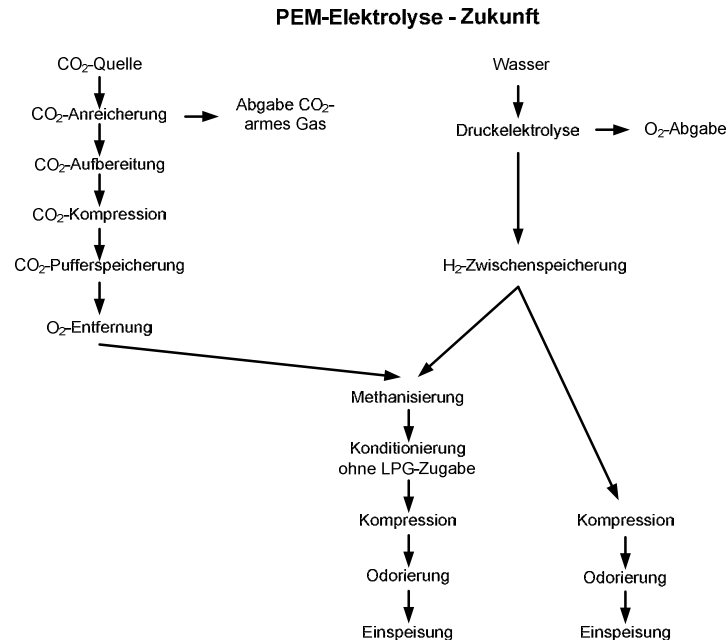 PEM-Elektrolyse - Zukunft
CO₂-Quelle
CO₂-Anreicherung
Abgabe CO₂-
armes Gas
CO₂-Aufbereitung
CO₂-Kompression
CO₂-Pufferspeicherung
O₂-Entfernung
Wasser
Druckelektrolyse
O₂-Abgabe
H₂-Zwischenspeicherung
Methanisierung
Konditionierung
ohne LPG-Zugabe
Kompression
Odorierung
Einspeisung
Kompression
Odorierung
Einspeisung